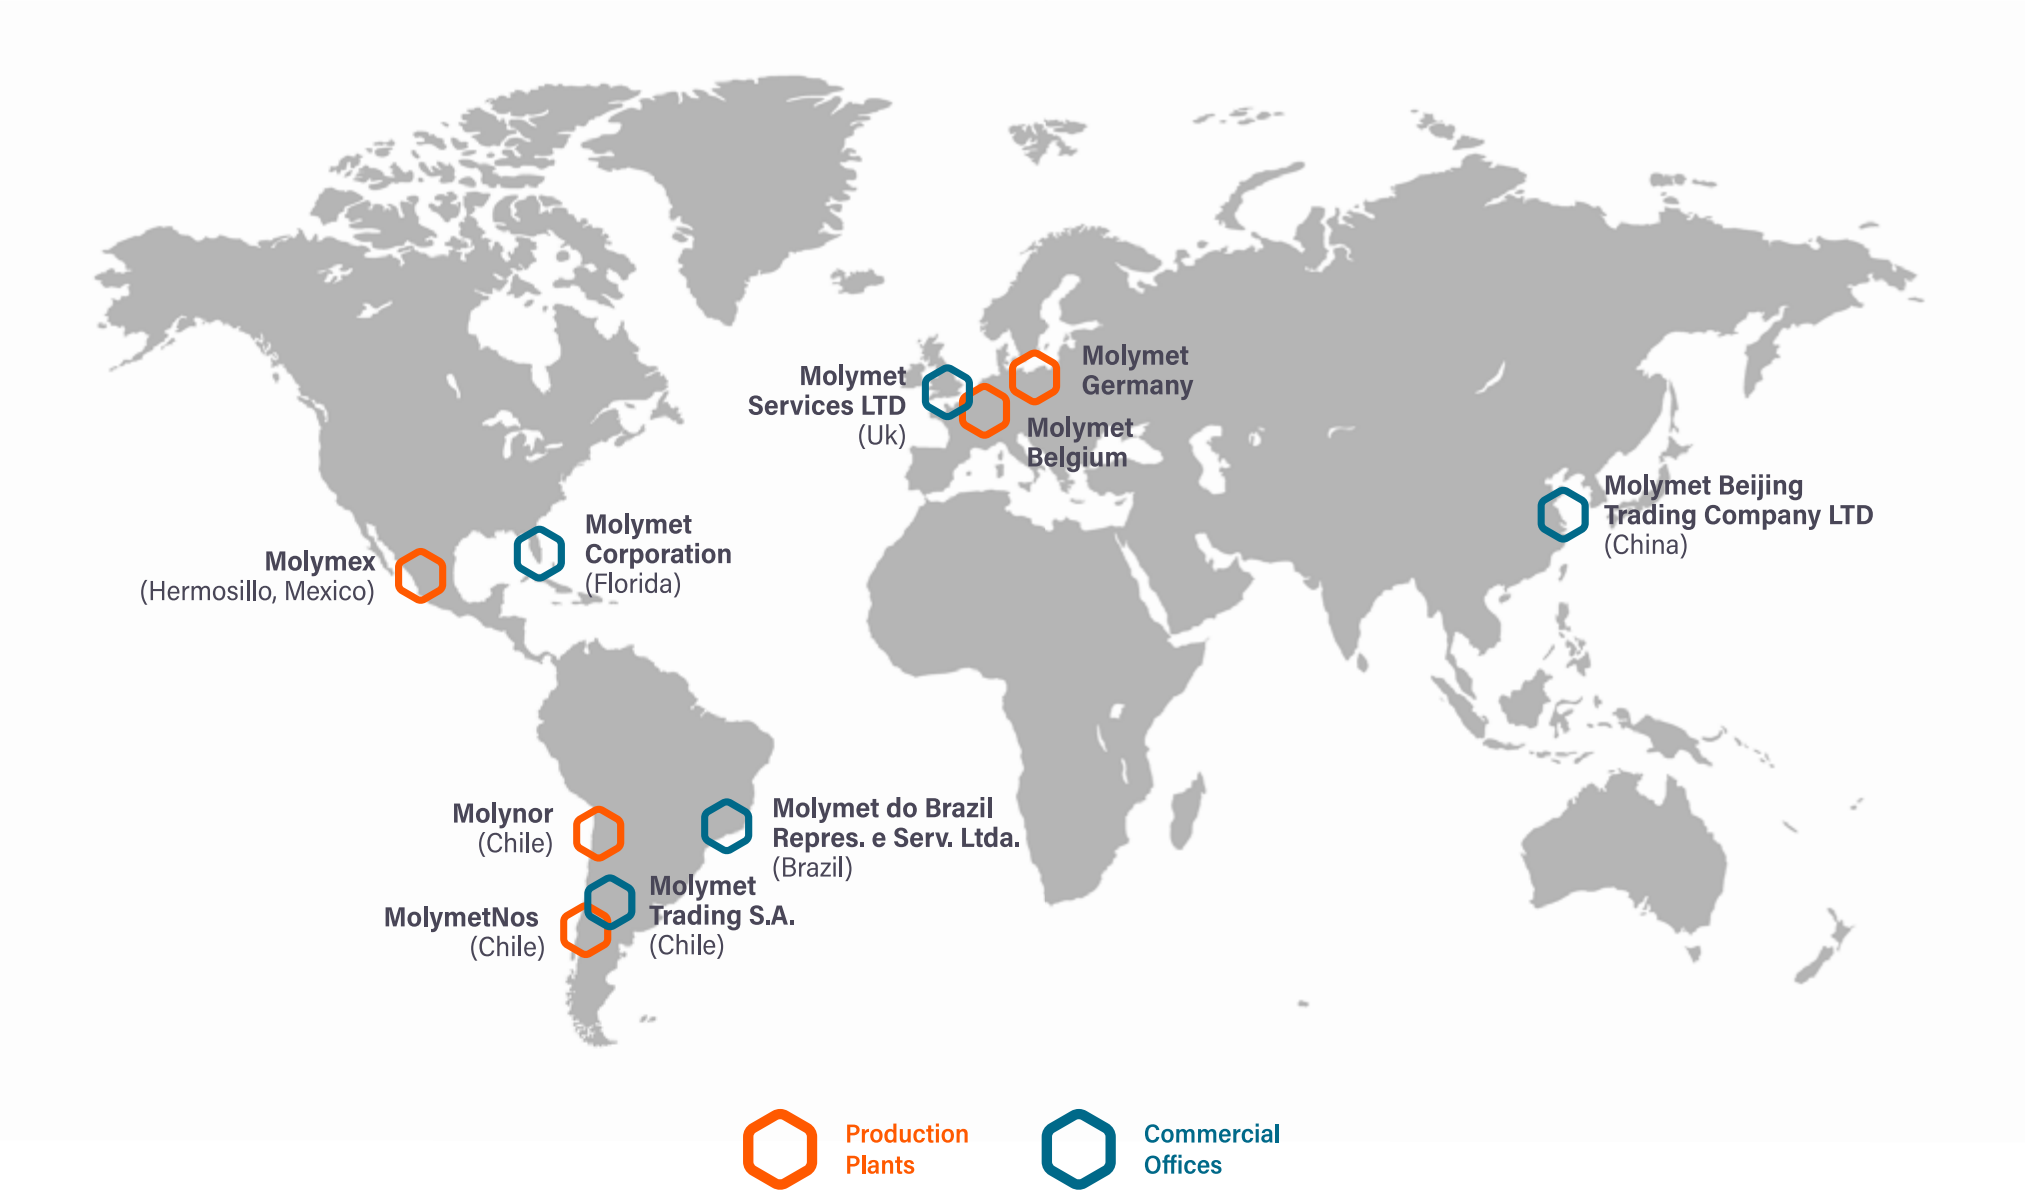 Molymet
Germany
Molymet
Services LTD
(Uk)
Molymet
Belgium
Molymet Beijing
Trading Company LTD
(China)
Molymet
Corporation
(Florida)
Molymex
(Hermosillo, Mexico)
Molynor
(Chile)
Molymet do Brazil
Repres. e Serv. Ltda.
(Brazil)
Molymet
Trading S.A.
(Chile)
MolymetNos
(Chile)
Production
Plants
Commercial
Offices